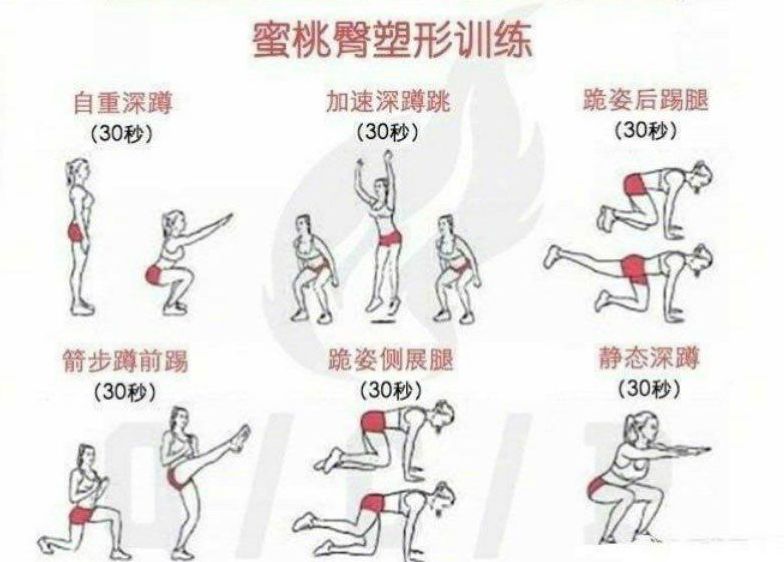 蜜桃臀塑形训练
自重深蹲
(30秒)
加速深蹲跳
(30秒)
跪姿后踢腿
(30秒)
箭步蹲前踢
(30秒)
跪姿侧展腿
(30秒)
静态深蹲
(30秒)